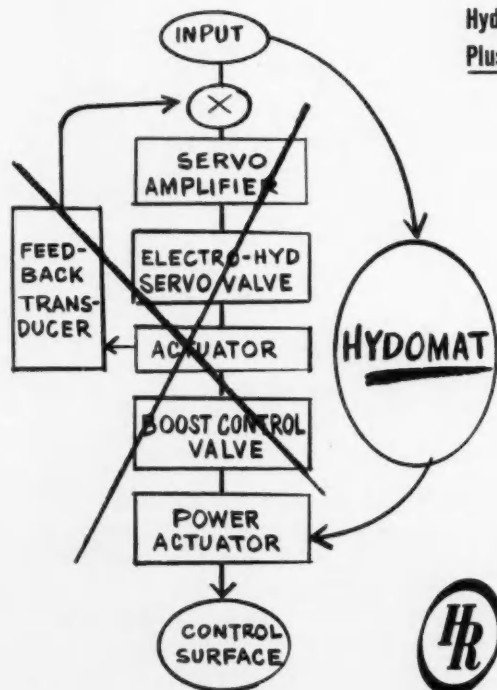 Hyd
Plus
INPUT
X
SERVO
AMPLIFIER
FEED-
BACK
TRANS-
DUCER
ELECTRO-HYD
SERVO VALVE
ACTUATOR
HYDOMAT
BOOST CONTROL
VALVE
POWER
ACTUATOR
CONTROL
SURFACE
HR